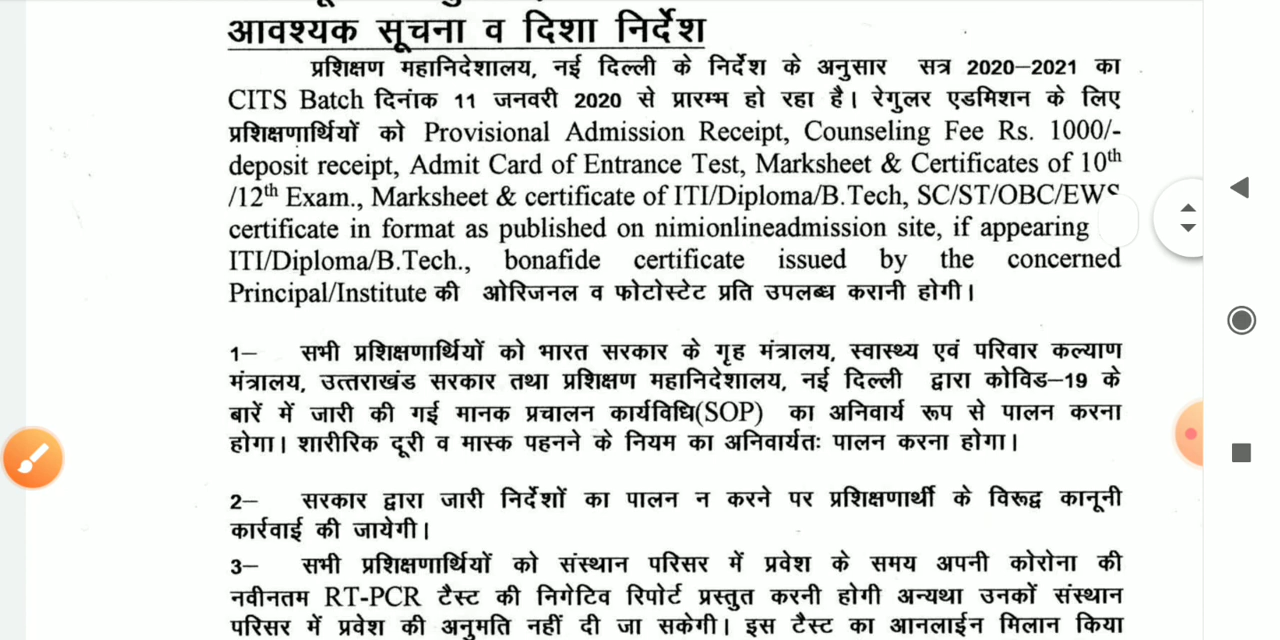 आवश्यक सूचना व दिशा निर्देश
प्रशिक्षण महानिदेशालय, नई दिल्ली के निर्देश के अनुसार सत्र 2020–2021 का
CITS Batch दिनांक 11 जनवरी 2020 से प्रारम्भ हो रहा है। रेगुलर एडमिशन के लिए
प्रशिक्षणार्थियों को Provisional Admission Receipt, Counseling Fee Rs. 1000/-
deposit receipt, Admit Card of Entrance Test, Marksheet & Certificates of 10th
/12th Exam., Marksheet & certificate of ITI/Diploma/B.Tech, SC/ST/OBC/EWS
certificate in format as published on nimionlineadmission site, if appearing
ITI/Diploma/B.Tech., bonafide certificate issued by the concerned
Principal/Institute की ओरिजनल व फोटोस्टेट प्रति उपलब्ध करानी होगी।
1– सभी प्रशिक्षणार्थियों को भारत सरकार के गृह मंत्रालय, स्वास्थ्य एवं परिवार कल्याण
मंत्रालय, उत्तराखंड सरकार तथा प्रशिक्षण महानिदेशालय, नई दिल्ली द्वारा कोविड–19 के
बारें में जारी की गई मानक प्रचालन कार्यविधि(SOP) का अनिवार्य रूप से पालन करना
होगा। शारीरिक दूरी व मास्क पहनने के नियम का अनिवार्यतः पालन करना होगा।
2– सरकार द्वारा जारी निर्देशों का पालन न करने पर प्रशिक्षणार्थी के विरूद्व कानूनी
कार्रवाई की जायेगी।
3– सभी प्रशिक्षणार्थियों को संस्थान परिसर में प्रवेश के समय अपनी कोरोना की
नवीनतम RT-PCR टैस्ट की निगेटिव रिपोर्ट प्रस्तुत करनी होगी अन्यथा उनकों संस्थान
परिसर में प्रवेश की अनुमति नहीं दी जा सकेगी। इस टैस्ट का आनलाईन मिलान किया